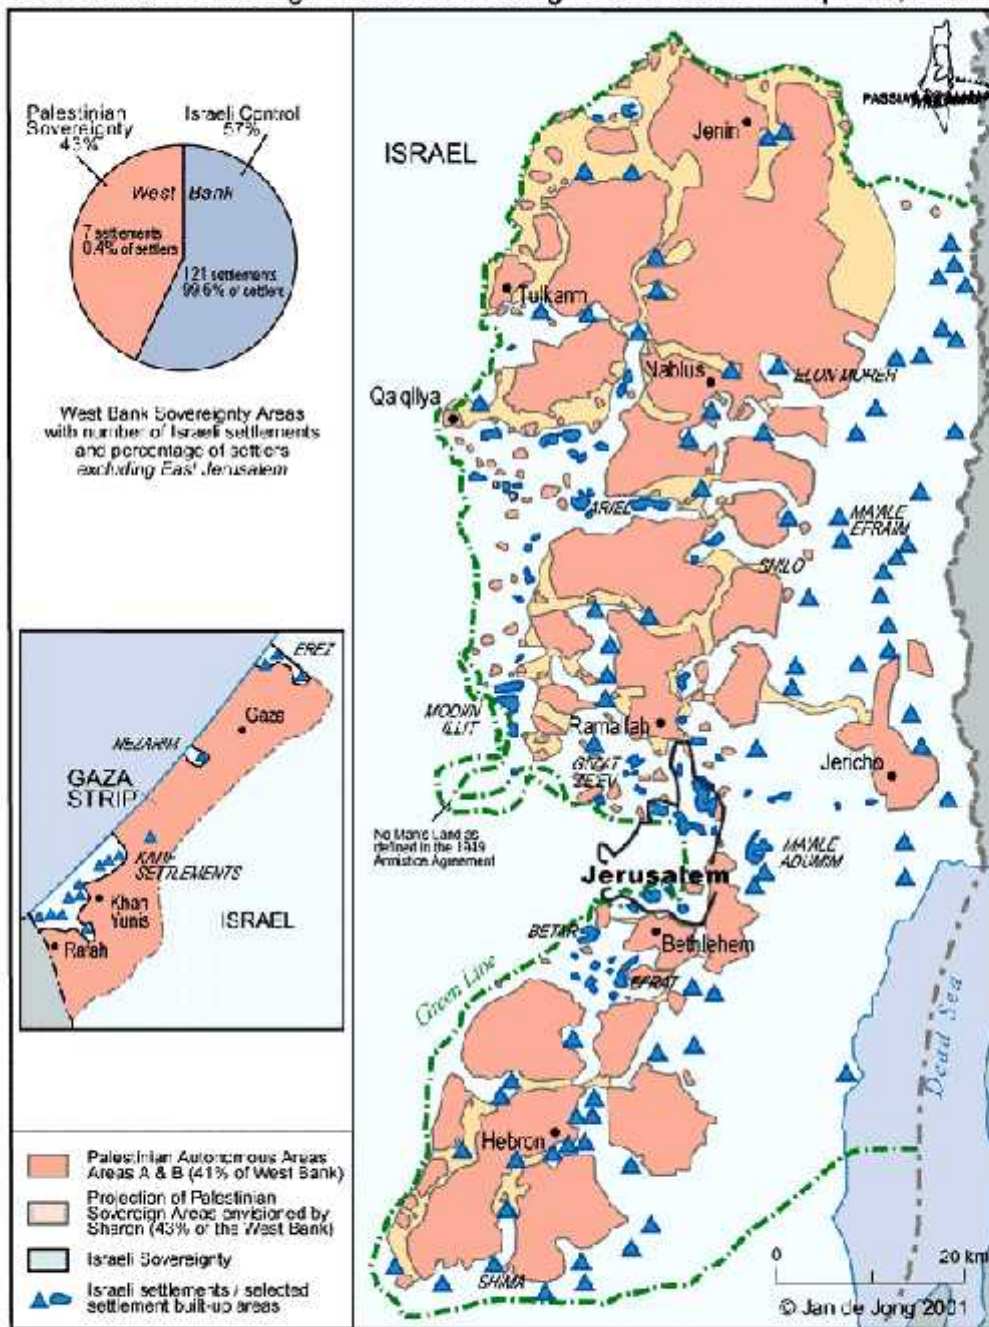 Palestinian
Sovereignty
43%
Israeli Control
57%
West Bank
7 settlements
0.4% of settlers
121 settlements
99.6% of settlers
West Bank Sovereignty Areas
with number of Israeli settlements
and percentage of settlers
excluding East Jerusalem
ISRAEL
Jenin
Tulkarm
Nablus
ELON MOREH
Qalqilya
ARIEL
MA'ALE
EFRAIM
SHILO
MODIIN
ILLIT
Ramallah
GIVAT
ZE'EV
Jericho
No Man's Land as
defined in the 1949
Armistice Agreement
MA'ALE
ADUMIM
Jerusalem
BETAR
Bethlehem
EFRAT
Green Line
Dead Sea
Hebron
SHIMA
0 20 km
© Jan de Jong 2001
EREZ
Gaza
NEZARIM
GAZA
STRIP
KATIF
SETTLEMENTS
Khan
Yunis
ISRAEL
Rafah
Palestinian Autonomous Areas
Areas A & B (41% of West Bank)
Projection of Palestinian
Sovereign Areas envisioned by
Sharon (43% of the West Bank)
Israeli Sovereignty
Israeli settlements / selected
settlement built-up areas